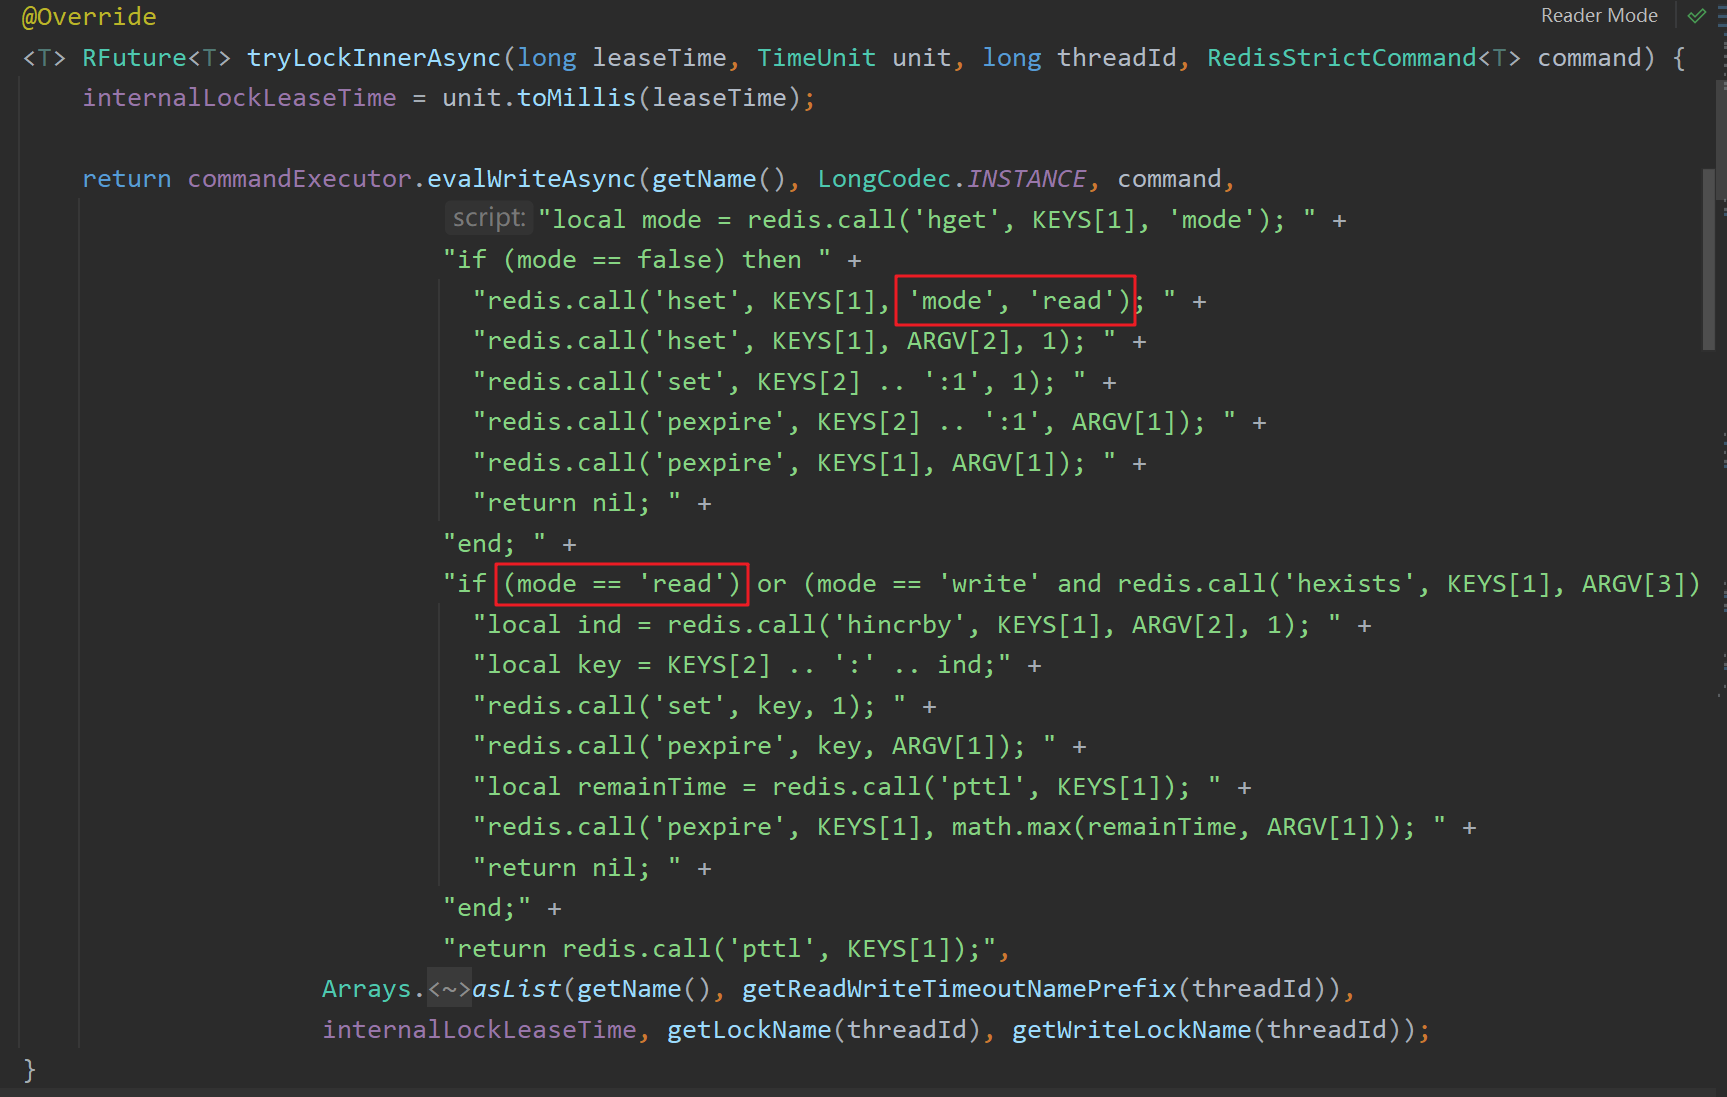 @Override
Reader Mode
<T> RFuture<T> tryLockInnerAsync(long leaseTime, TimeUnit unit, long threadId, RedisStrictCommand<T> command) {
internalLockLeaseTime = unit.toMillis(leaseTime);
return commandExecutor.evalWriteAsync(getName(), LongCodec.INSTANCE, command,
script: "local mode = redis.call('hget', KEYS[1], 'mode'); " +
"if (mode == false) then " +
"redis.call('hset', KEYS[1], 'mode', 'read'); " +
"redis.call('hset', KEYS[1], ARGV[2], 1); " +
"redis.call('set', KEYS[2] .. ':1', 1); " +
"redis.call('pexpire', KEYS[2] .. ':1', ARGV[1]); " +
"redis.call('pexpire', KEYS[1], ARGV[1]); " +
"return nil; " +
"end; " +
"if (mode == 'read') or (mode == 'write' and redis.call('hexists', KEYS[1], ARGV[3])
"local ind = redis.call('hincrby', KEYS[1], ARGV[2], 1); " +
"local key = KEYS[2] .. ':' .. ind;" +
"redis.call('set', key, 1); " +
"redis.call('pexpire', key, ARGV[1]); " +
"local remainTime = redis.call('pttl', KEYS[1]); " +
"redis.call('pexpire', KEYS[1], math.max(remainTime, ARGV[1])); " +
"return nil; " +
"end;" +
"return redis.call('pttl', KEYS[1]);",
Arrays.<~>asList(getName(), getReadWriteTimeoutNamePrefix(threadId)),
internalLockLeaseTime, getLockName(threadId), getWriteLockName(threadId));
}